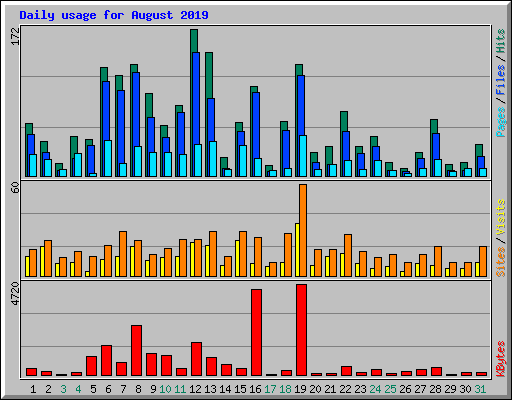 Daily usage for August 2019
172
Pages / Files / Hits
60
Sites / Visits
4720
KBytes
1 2 3 4 5 6 7 8 9 10 11 12 13 14 15 16 17 18 19 20 21 22 23 24 25 26 27 28 29 30 31